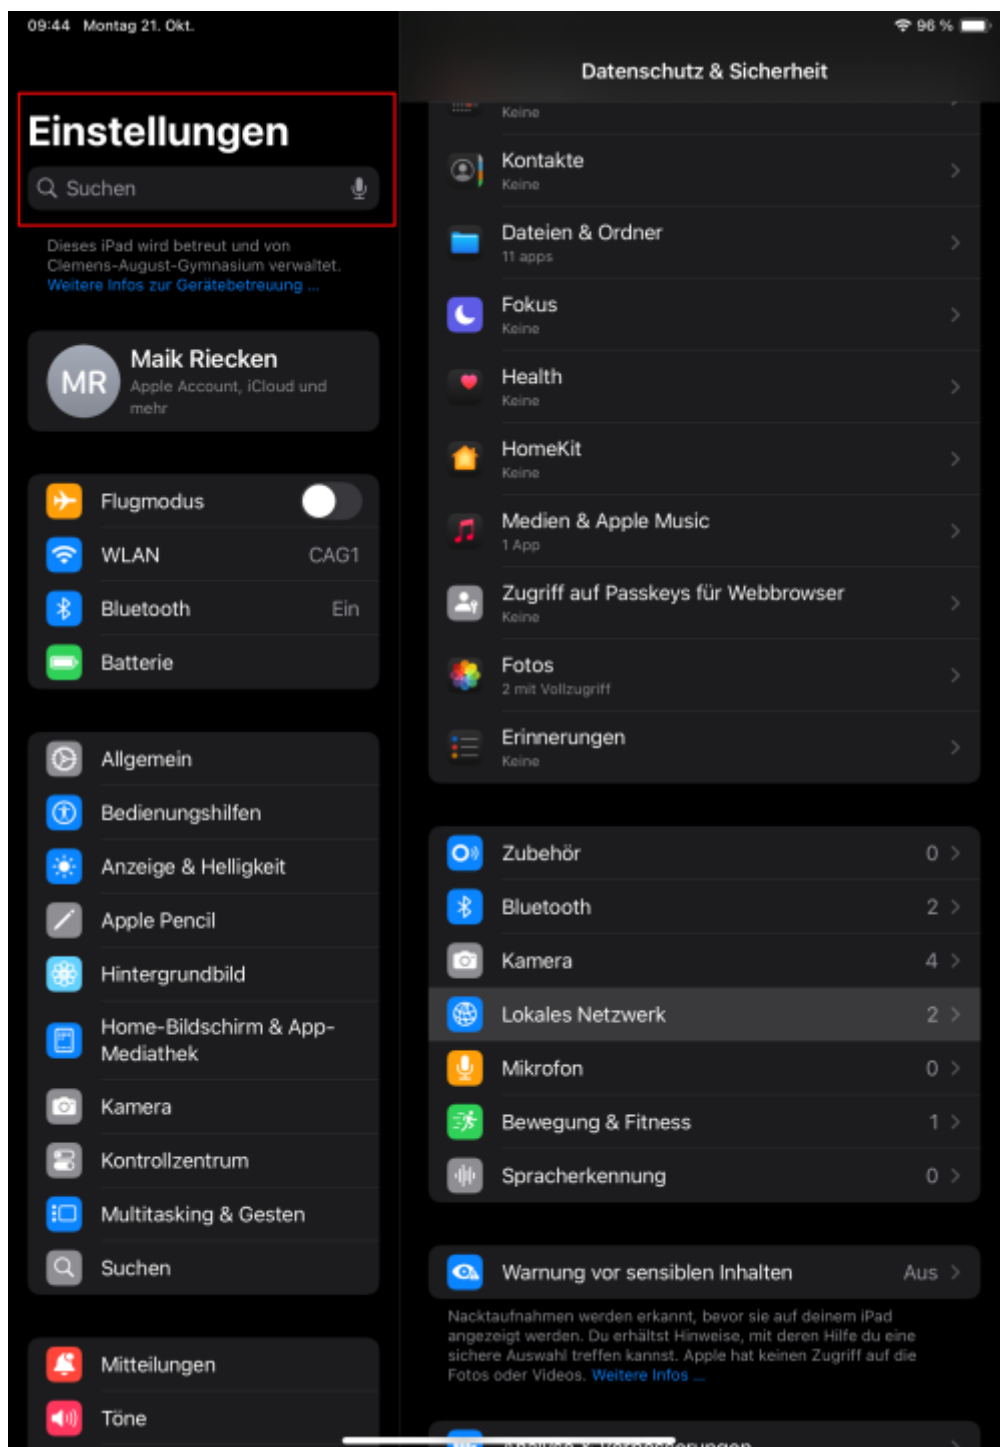 09:44 Montag 21. Okt.
96 %
Einstellungen
Suchen
Dieses iPad wird betreut und von
Clemens-August-Gymnasium verwaltet.
Weitere Infos zur Gerätebetreuung ...
MR
Maik Riecken
Apple Account, iCloud und
mehr
Flugmodus
WLAN CAG1
Bluetooth Ein
Batterie
Allgemein
Bedienungshilfen
Anzeige & Helligkeit
Apple Pencil
Hintergrundbild
Home-Bildschirm & App-
Mediathek
Kamera
Kontrollzentrum
Multitasking & Gesten
Suchen
Mitteilungen
Töne
Datenschutz & Sicherheit
Keine
Kontakte
Keine
Dateien & Ordner
11 apps
Fokus
Keine
Health
Keine
HomeKit
Keine
Medien & Apple Music
1 App
Zugriff auf Passkeys für Webbrowser
Keine
Fotos
2 mit Vollzugriff
Erinnerungen
Keine
Zubehör 0
Bluetooth 2
Kamera 4
Lokales Netzwerk 2
Mikrofon 0
Bewegung & Fitness 1
Spracherkennung 0
Warnung vor sensiblen Inhalten Aus
Nacktaufnahmen werden erkannt, bevor sie auf deinem iPad
angezeigt werden. Du erhältst Hinweise, mit deren Hilfe du eine
sichere Auswahl treffen kannst. Apple hat keinen Zugriff auf die
Fotos oder Videos. Weitere Infos ...